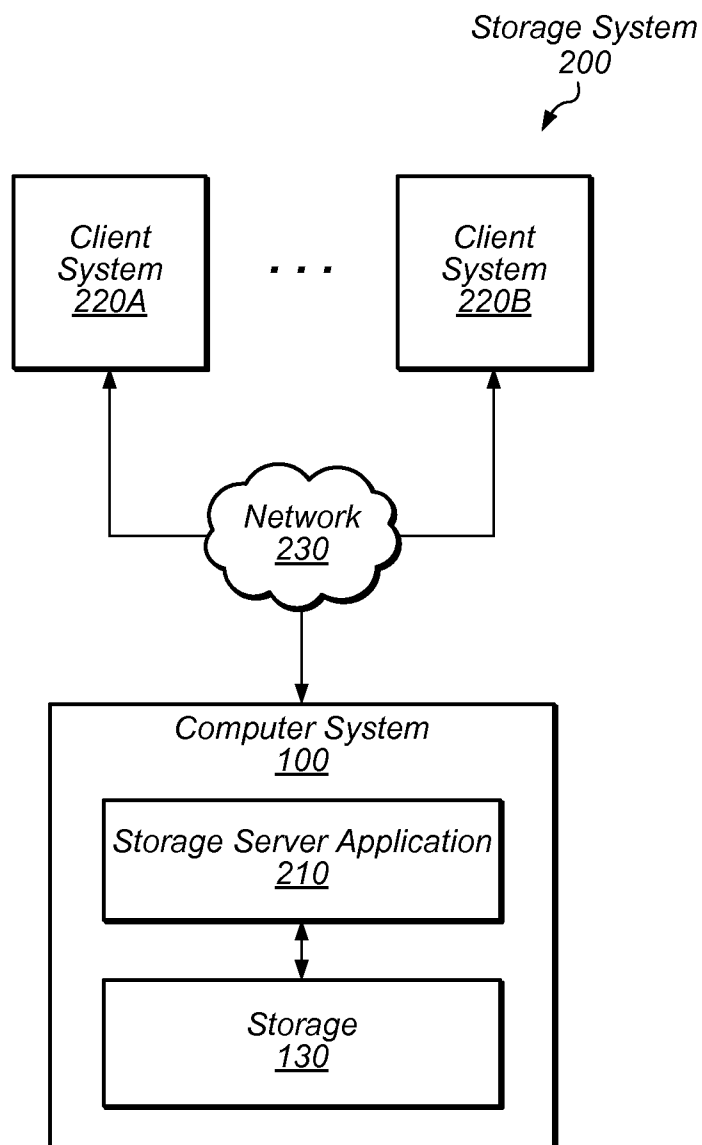 Storage System
200
Client
System
220A
. . .
Client
System
220B
Network
230
Computer System
100
Storage Server Application
210
Storage
130